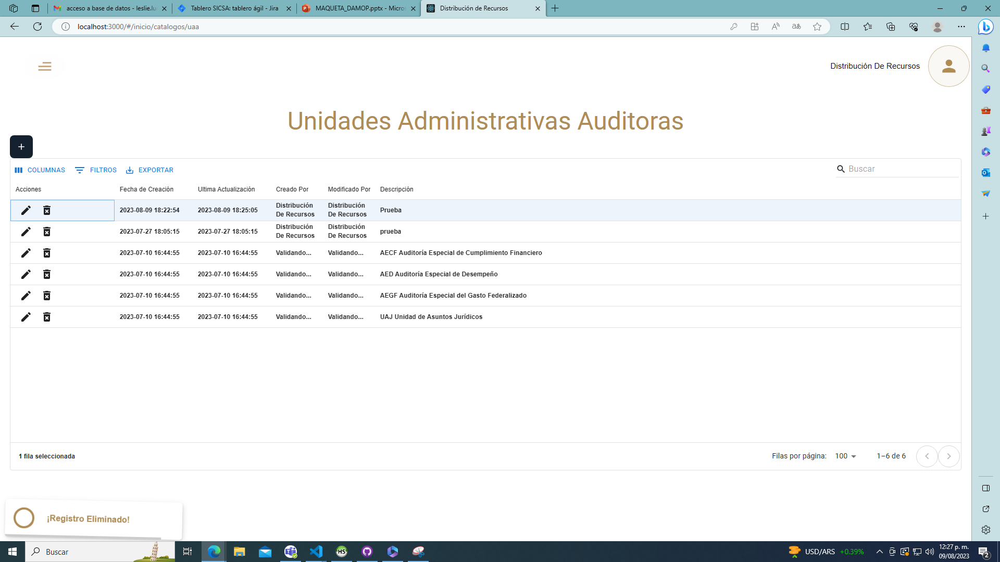 acceso a base de datos - leslie.lu
Tablero SICSA: tablero ágil - Jira
MAQUETA_DAMOP.pptx - Micros
Distribución de Recursos
localhost:3000/#/inicio/catalogos/uaa
Distribución De Recursos
Unidades Administrativas Auditoras
+
COLUMNAS FILTROS EXPORTAR Buscar
Acciones Fecha de Creación Ultima Actualización Creado Por Modificado Por Descripción
2023-08-09 18:22:54 2023-08-09 18:25:05 Distribución De Recursos Distribución De Recursos Prueba
2023-07-27 18:05:15 2023-07-27 18:05:15 Distribución De Recursos Distribución De Recursos prueba
2023-07-10 16:44:55 2023-07-10 16:44:55 Validando... Validando... AECF Auditoría Especial de Cumplimiento Financiero
2023-07-10 16:44:55 2023-07-10 16:44:55 Validando... Validando... AED Auditoría Especial de Desempeño
2023-07-10 16:44:55 2023-07-10 16:44:55 Validando... Validando... AEGF Auditoría Especial del Gasto Federalizado
2023-07-10 16:44:55 2023-07-10 16:44:55 Validando... Validando... UAJ Unidad de Asuntos Jurídicos
1 fila seleccionada
Filas por página: 100 1–6 de 6
¡Registro Eliminado!
Buscar
USD/ARS +0.39%
12:27 p. m.
09/08/2023
2